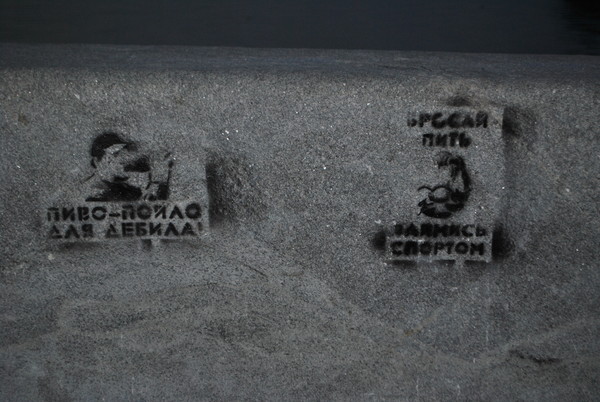 ПИВО-ПОЙЛО
ДЛЯ ДЕБИЛА!
БРОСАЙ
ПИТЬ
ЗАЙМИСЬ
СПОРТОМ